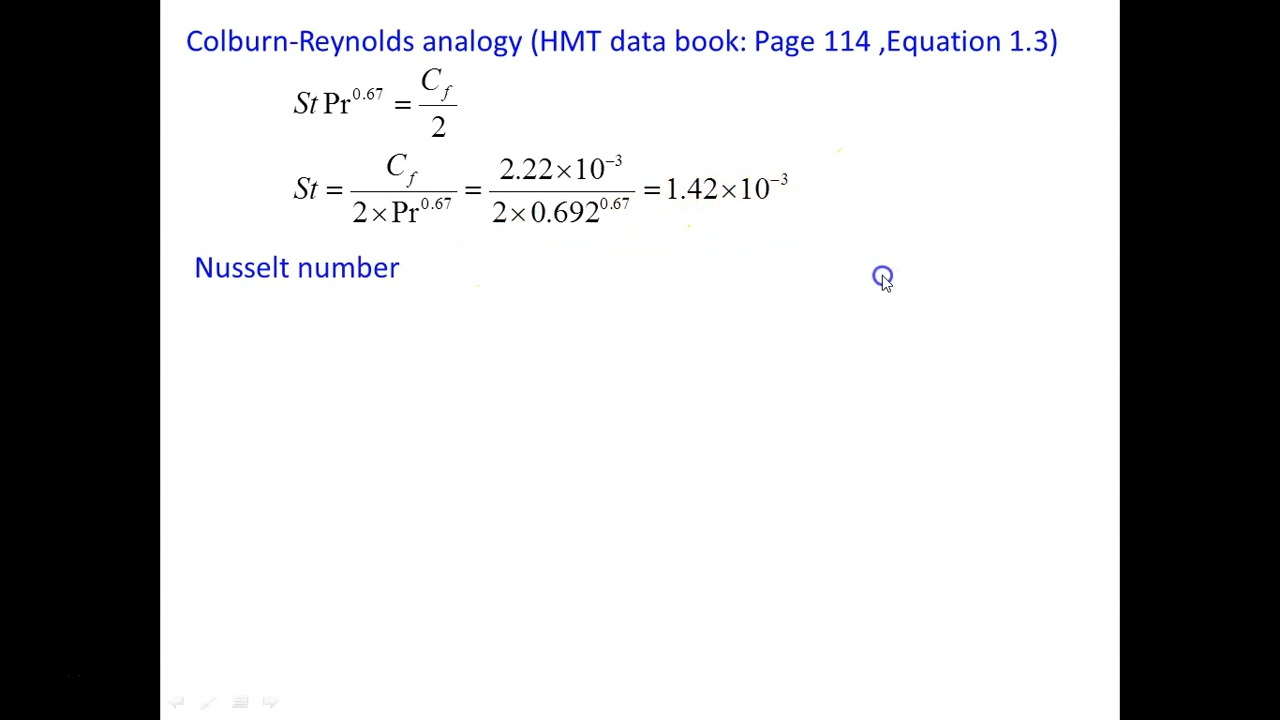 Colburn-Reynolds analogy (HMT data book: Page 114 ,Equation 1.3)
St Pr^0.67 = C_f / 2
St = C_f / (2 × Pr^0.67) = 2.22×10^−3 / (2 × 0.692^0.67) = 1.42×10^−3
Nusselt number